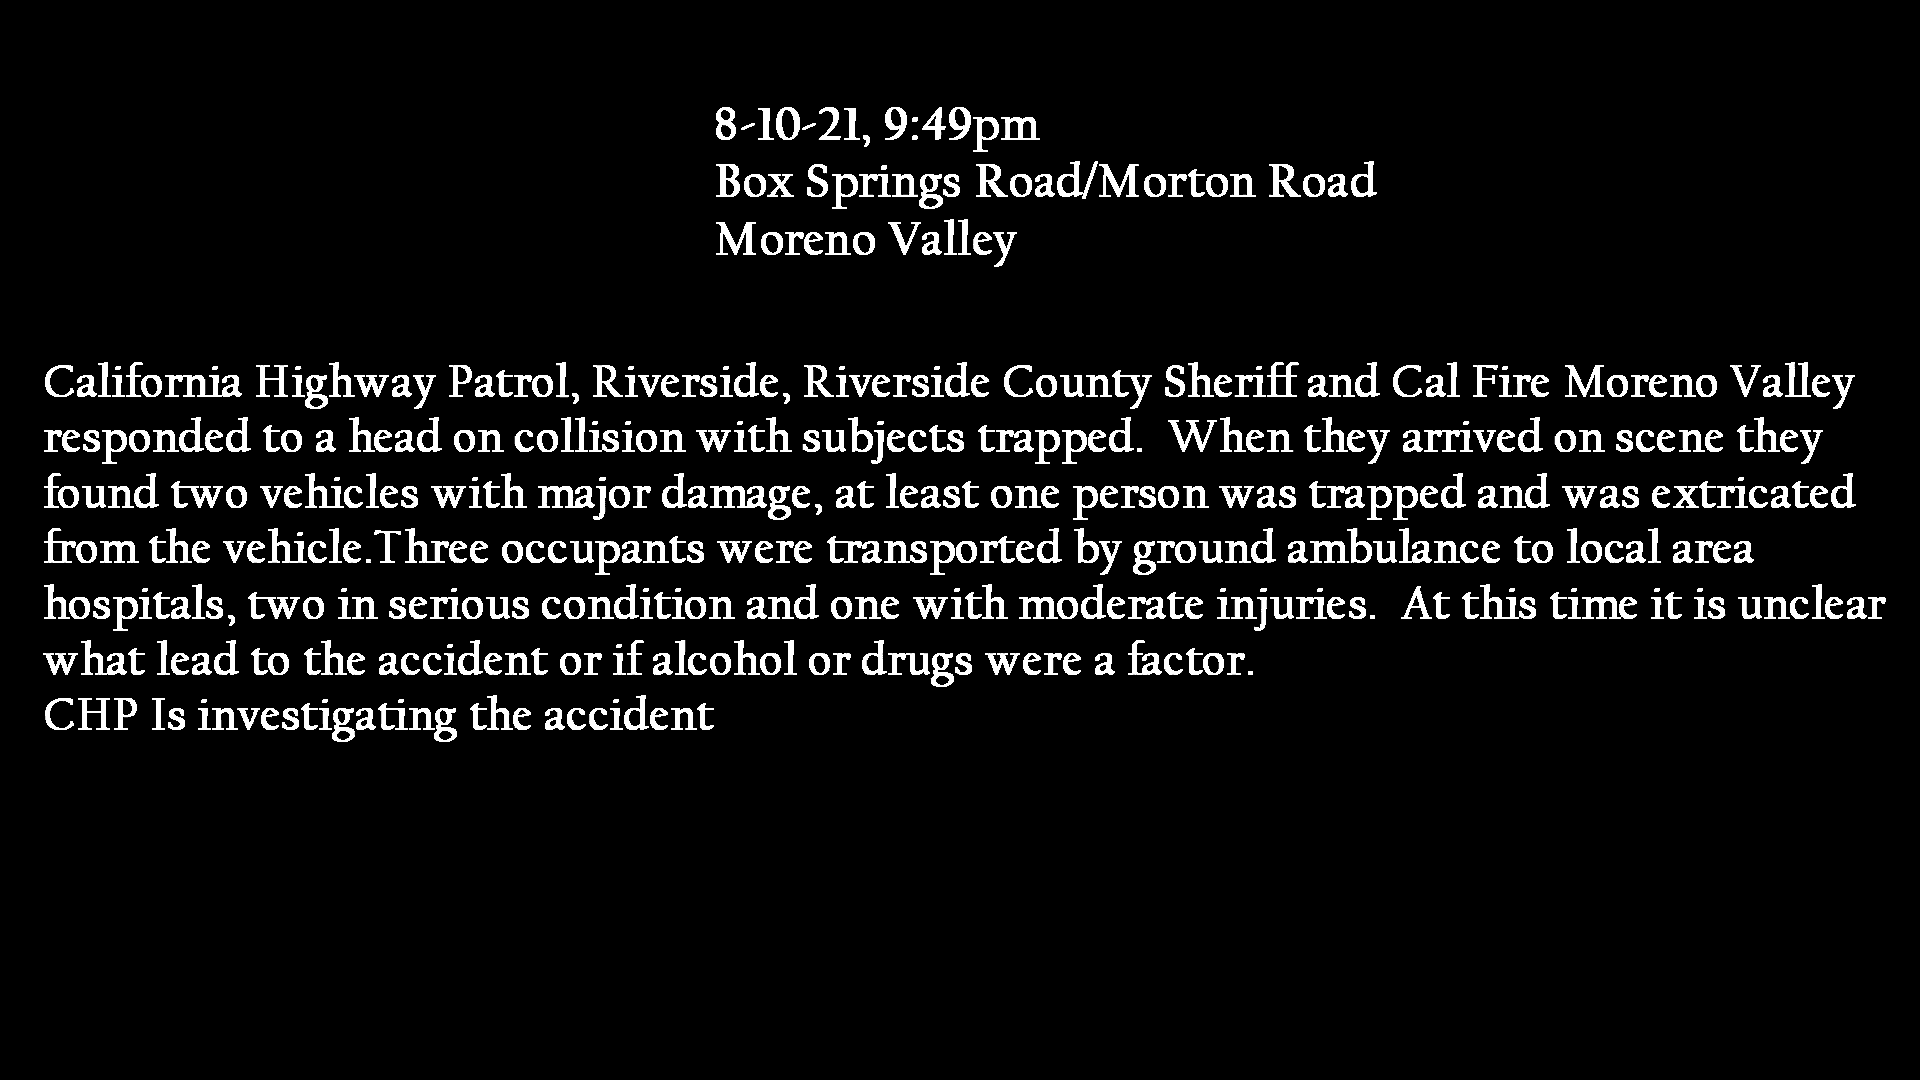 8-10-21, 9:49pm
Box Springs Road/Morton Road
Moreno Valley
California Highway Patrol, Riverside, Riverside County Sheriff and Cal Fire Moreno Valley
responded to a head on collision with subjects trapped.  When they arrived on scene they
found two vehicles with major damage, at least one person was trapped and was extricated
from the vehicle.Three occupants were transported by ground ambulance to local area
hospitals, two in serious condition and one with moderate injuries.  At this time it is unclear
what lead to the accident or if alcohol or drugs were a factor.
CHP Is investigating the accident